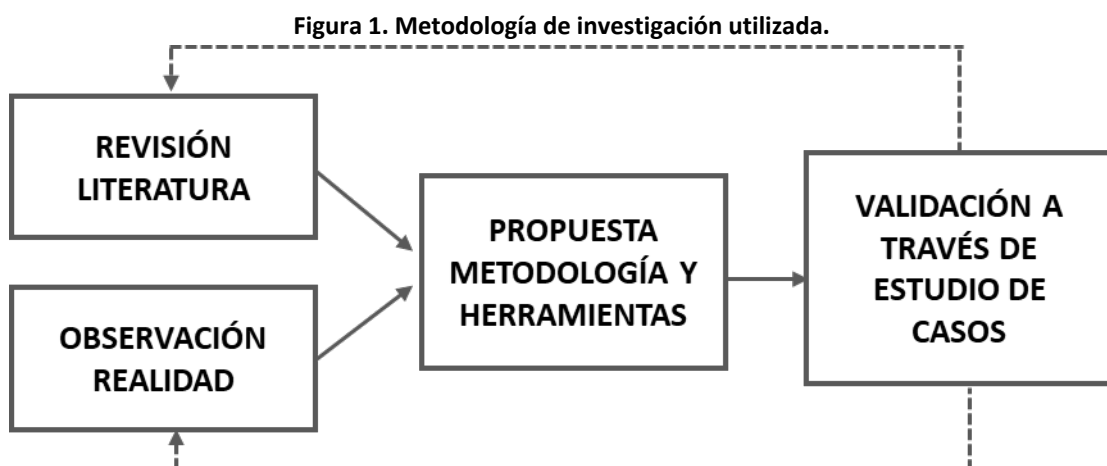 Figura 1. Metodología de investigación utilizada.
REVISIÓN
LITERATURA
OBSERVACIÓN
REALIDAD
PROPUESTA
METODOLOGÍA Y
HERRAMIENTAS
VALIDACIÓN A
TRAVÉS DE
ESTUDIO DE
CASOS